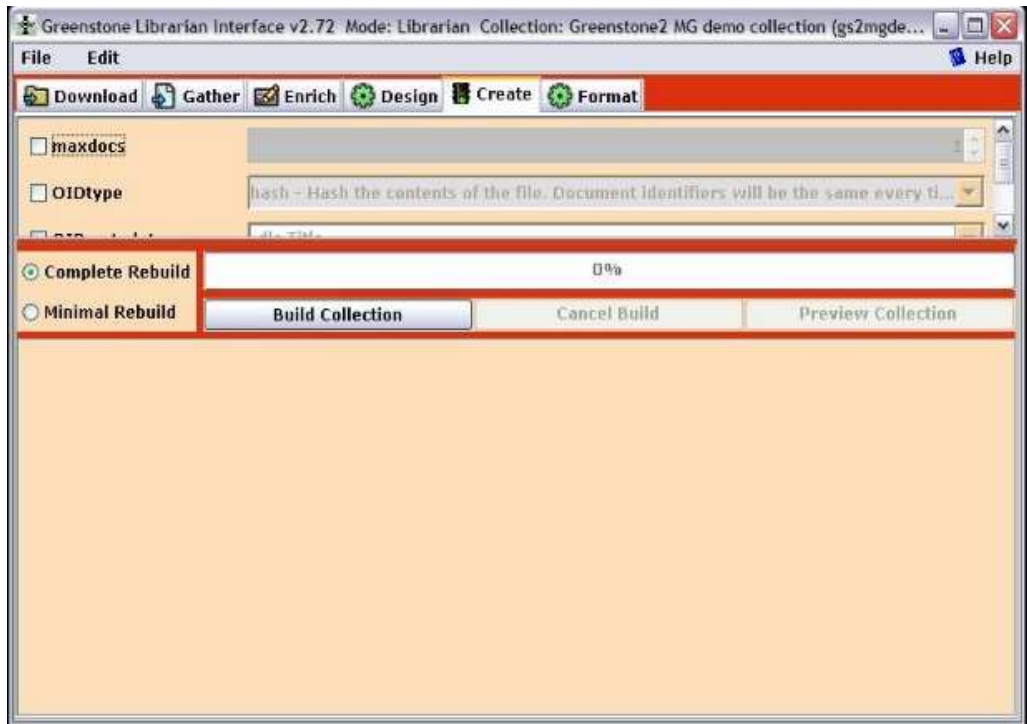 Greenstone Librarian Interface v2.72 Mode: Librarian Collection: Greenstone2 MG demo collection (gs2mgde...
File Edit Help
Download Gather Enrich Design Create Format
maxdocs 1
OIDtype hash - Hash the contents of the file. Document identifiers will be the same every ti...
Complete Rebuild 0%
Minimal Rebuild Build Collection Cancel Build Preview Collection